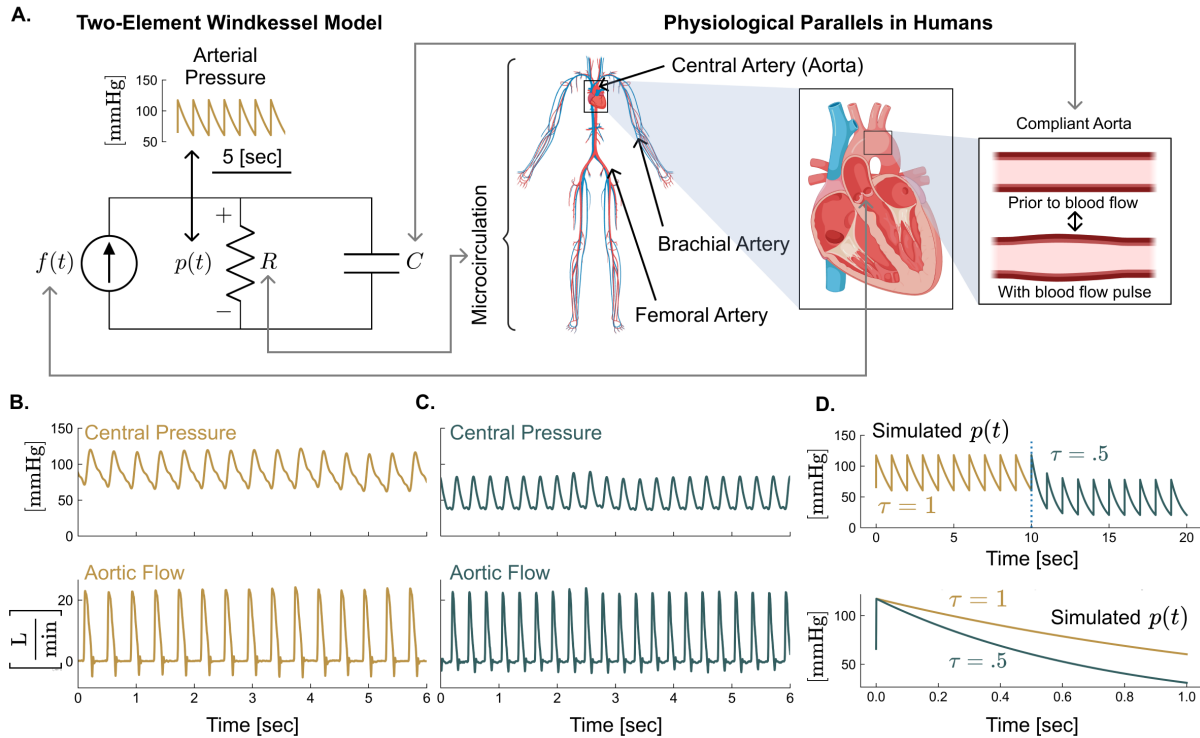 A.
Two-Element Windkessel Model
Physiological Parallels in Humans
Arterial
Pressure
[mmHg]
150
100
50
5 [sec]
f(t)
+
p(t)
R
−
C
Microcirculation
Central Artery (Aorta)
Brachial Artery
Femoral Artery
Compliant Aorta
Prior to blood flow
With blood flow pulse
B.
Central Pressure
[mmHg]
150
100
50
0
Aortic Flow
[L/min]
20
0
0 1 2 3 4 5 6
Time [sec]
C.
Central Pressure
Aortic Flow
0 1 2 3 4 5 6
Time [sec]
D.
Simulated p(t)
[mmHg]
150
100
50
0
τ = 1
τ = .5
0 5 10 15 20
Time [sec]
[mmHg]
100
50
τ = 1
Simulated p(t)
τ = .5
0.0 0.2 0.4 0.6 0.8 1.0
Time [sec]